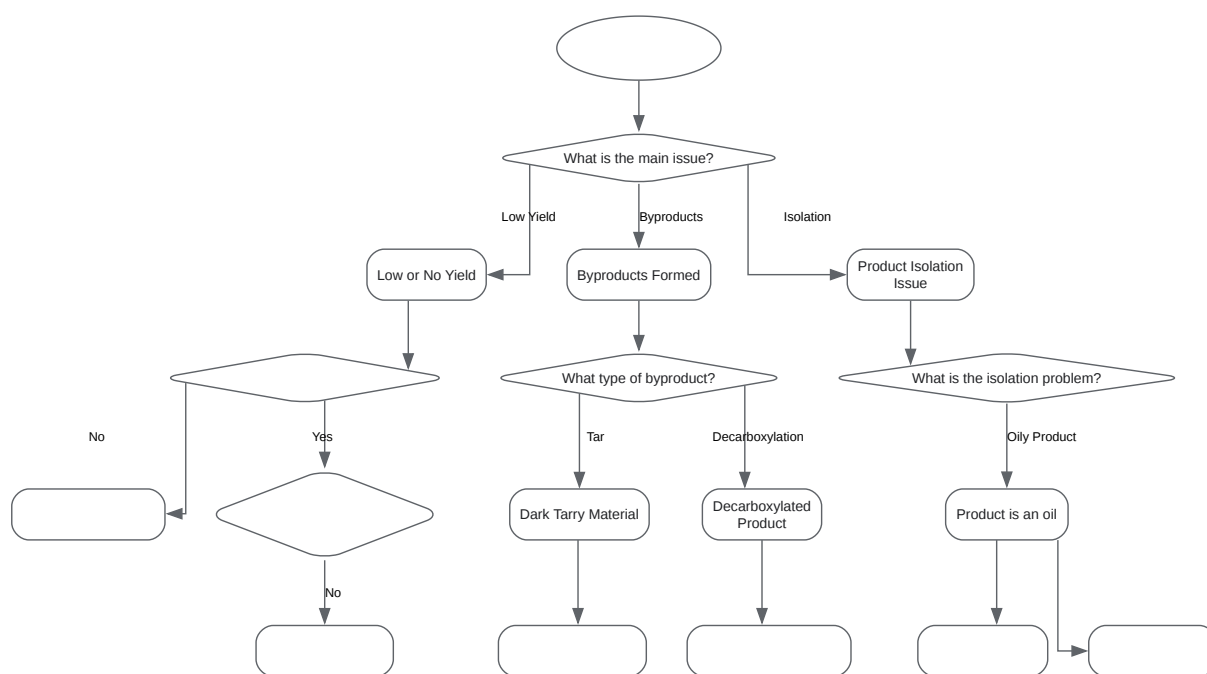 What is the main issue?
Low Yield
Byproducts
Isolation
Low or No Yield
Byproducts Formed
Product Isolation
Issue
What type of byproduct?
What is the isolation problem?
No
Yes
Tar
Decarboxylation
Oily Product
Dark Tarry Material
Decarboxylated
Product
Product is an oil
No